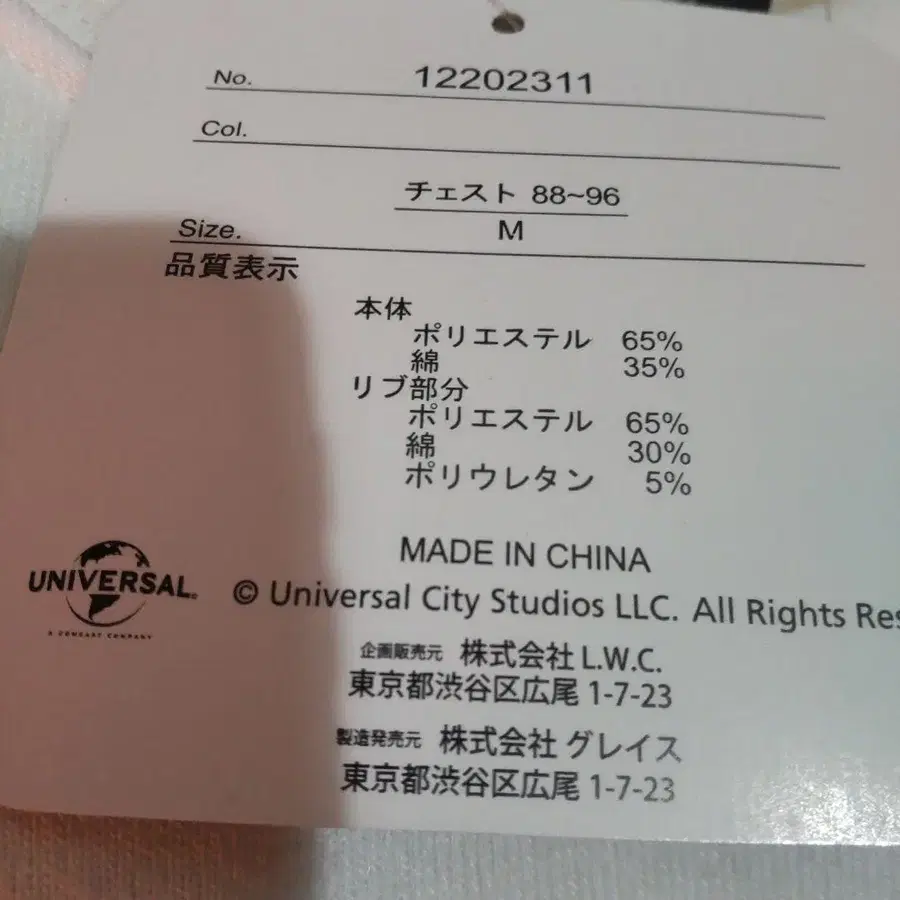 No. 12202311
Col.
チェスト 88~96
Size. M
品質表示
本体
ポリエステル 65%
綿 35%
リブ部分
ポリエステル 65%
綿 30%
ポリウレタン 5%
MADE IN CHINA
UNIVERSAL®
A COMCAST COMPANY
© Universal City Studios LLC. All Rights Res
企画販売元 株式会社 L.W.C.
東京都渋谷区広尾 1-7-23
製造発売元 株式会社 グレイス
東京都渋谷区広尾 1-7-23